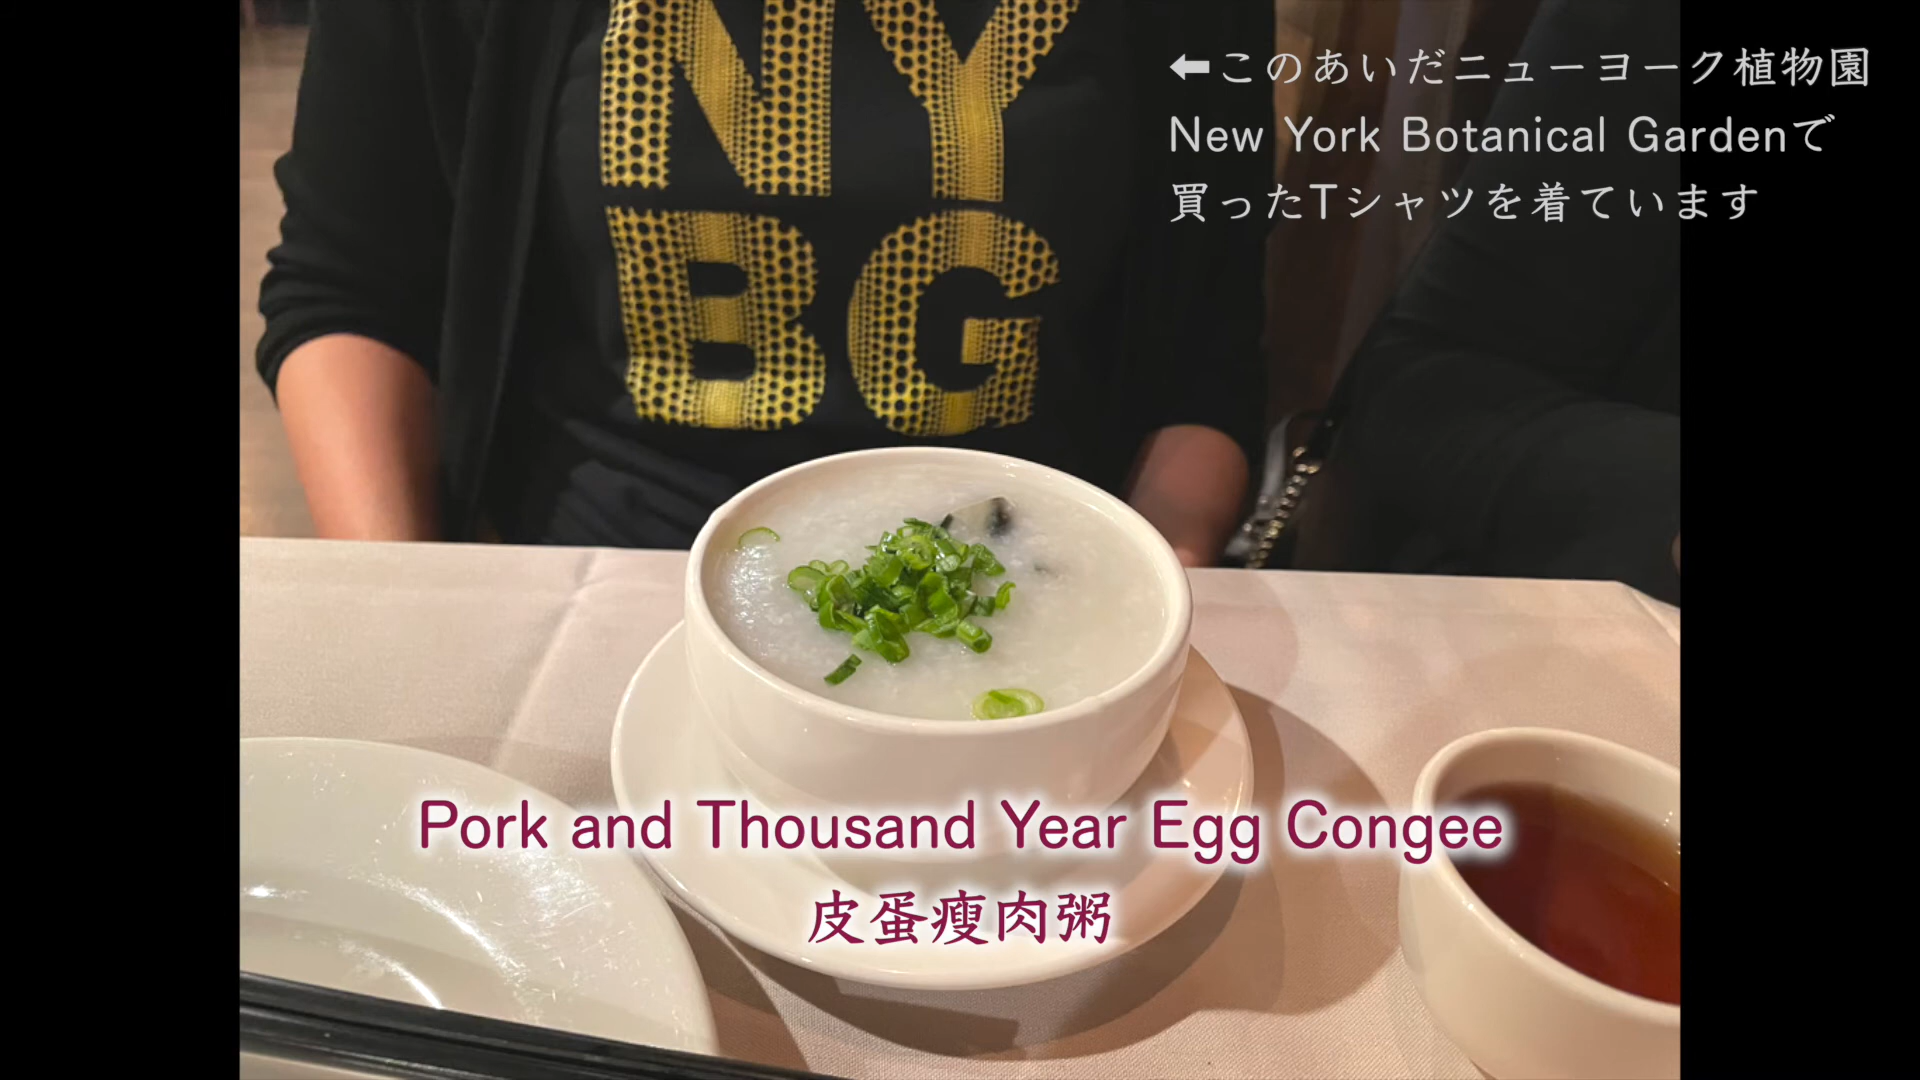 NY
BG
⬅このあいだニューヨーク植物園
New York Botanical Gardenで
買ったTシャツを着ています
Pork and Thousand Year Egg Congee
皮蛋瘦肉粥